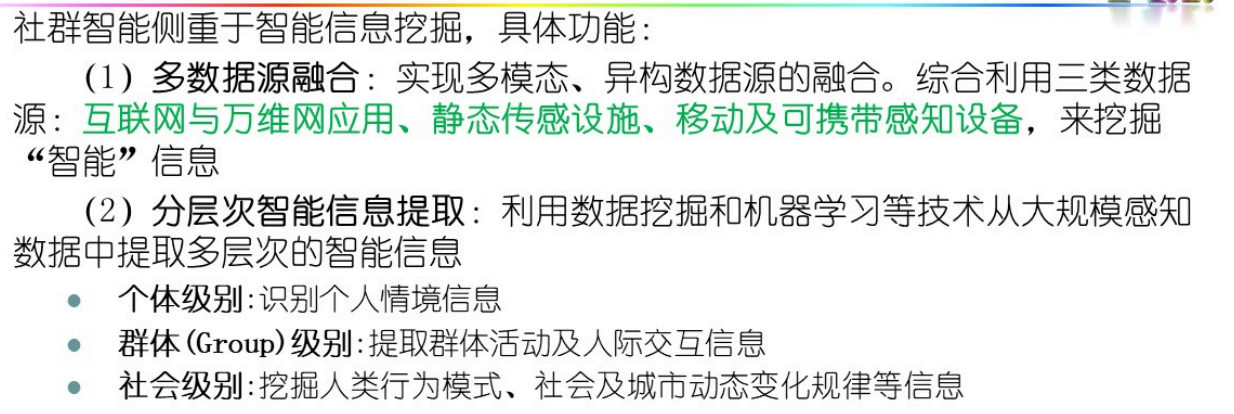 社群智能侧重于智能信息挖掘，具体功能：
（1）多数据源融合：实现多模态、异构数据源的融合。综合利用三类数据
源：互联网与万维网应用、静态传感设施、移动及可携带感知设备，来挖掘
“智能”信息
（2）分层次智能信息提取：利用数据挖掘和机器学习等技术从大规模感知
数据中提取多层次的智能信息
● 个体级别:识别个人情境信息
● 群体(Group)级别:提取群体活动及人际交互信息
● 社会级别:挖掘人类行为模式、社会及城市动态变化规律等信息